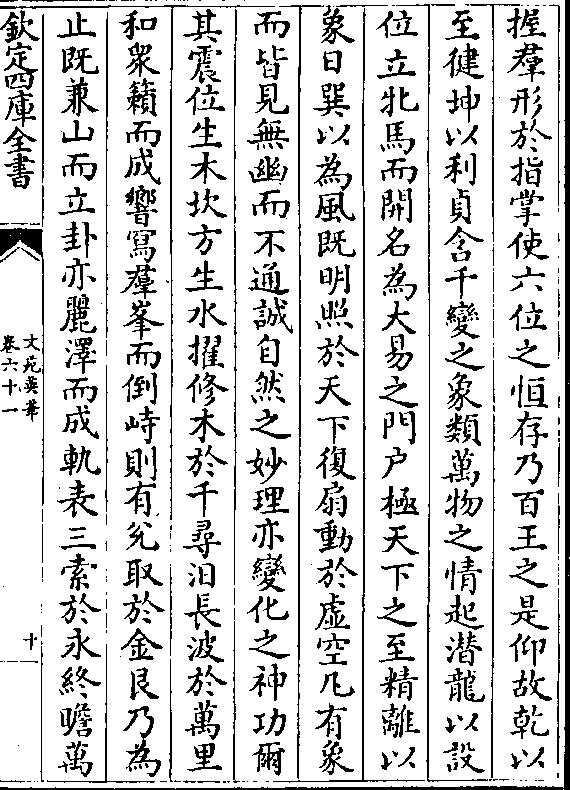 握羣形於指掌使六位之恒存乃百王之是仰故乾以
至健坤以利貞含千變之象類萬物之情起潜龍以設
位立牝馬而開名為大易之門户極天下之至精離以
象日巽以為風既明照於天下復扇動於虚空凡有象
而皆見無幽而不通誠自然之妙理亦變化之神功爾
其震位生木坎方生水擢修木於千尋汩長波於萬里
和衆籟而成響寫羣峯而倒峙則有兊取於金艮乃為
止既兼山而立卦亦麗澤而成軌表三索於永終瞻萬
欽定四庫全書
文苑英華
卷六十一
十